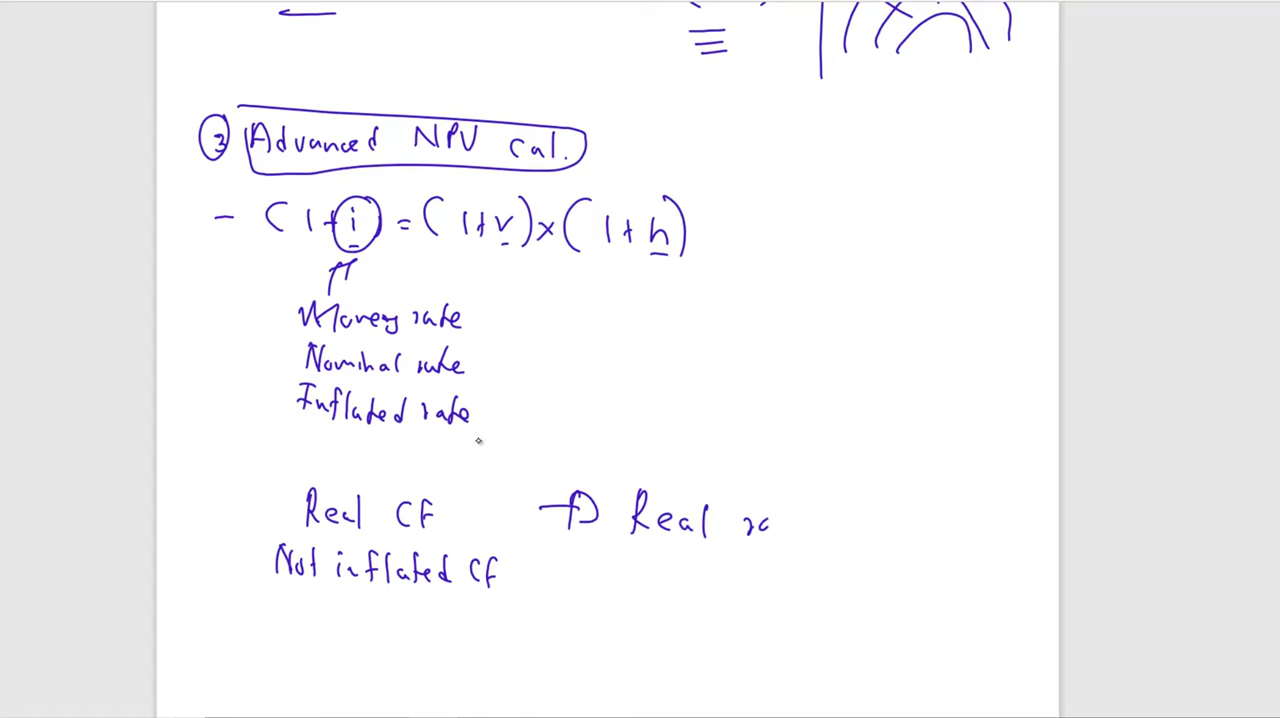 ③ Advanced NPV cal.
- (1+i) = (1+r) × (1+h)
Money rate
Nominal rate
Inflated rate
Real CF → Real ra
Not inflated CF